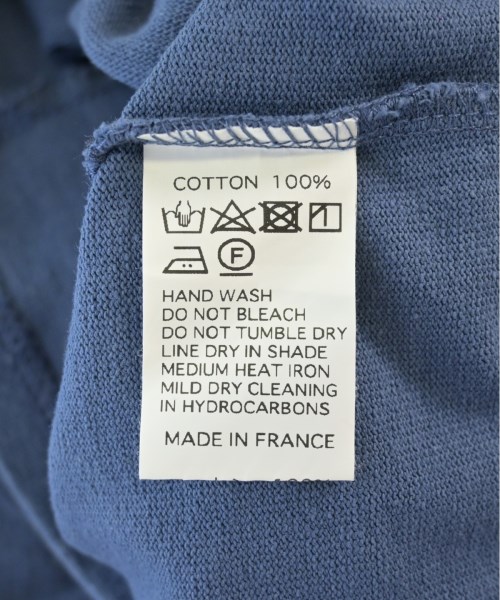 COTTON 100%
F
HAND WASH
DO NOT BLEACH
DO NOT TUMBLE DRY
LINE DRY IN SHADE
MEDIUM HEAT IRON
MILD DRY CLEANING
IN HYDROCARBONS
MADE IN FRANCE